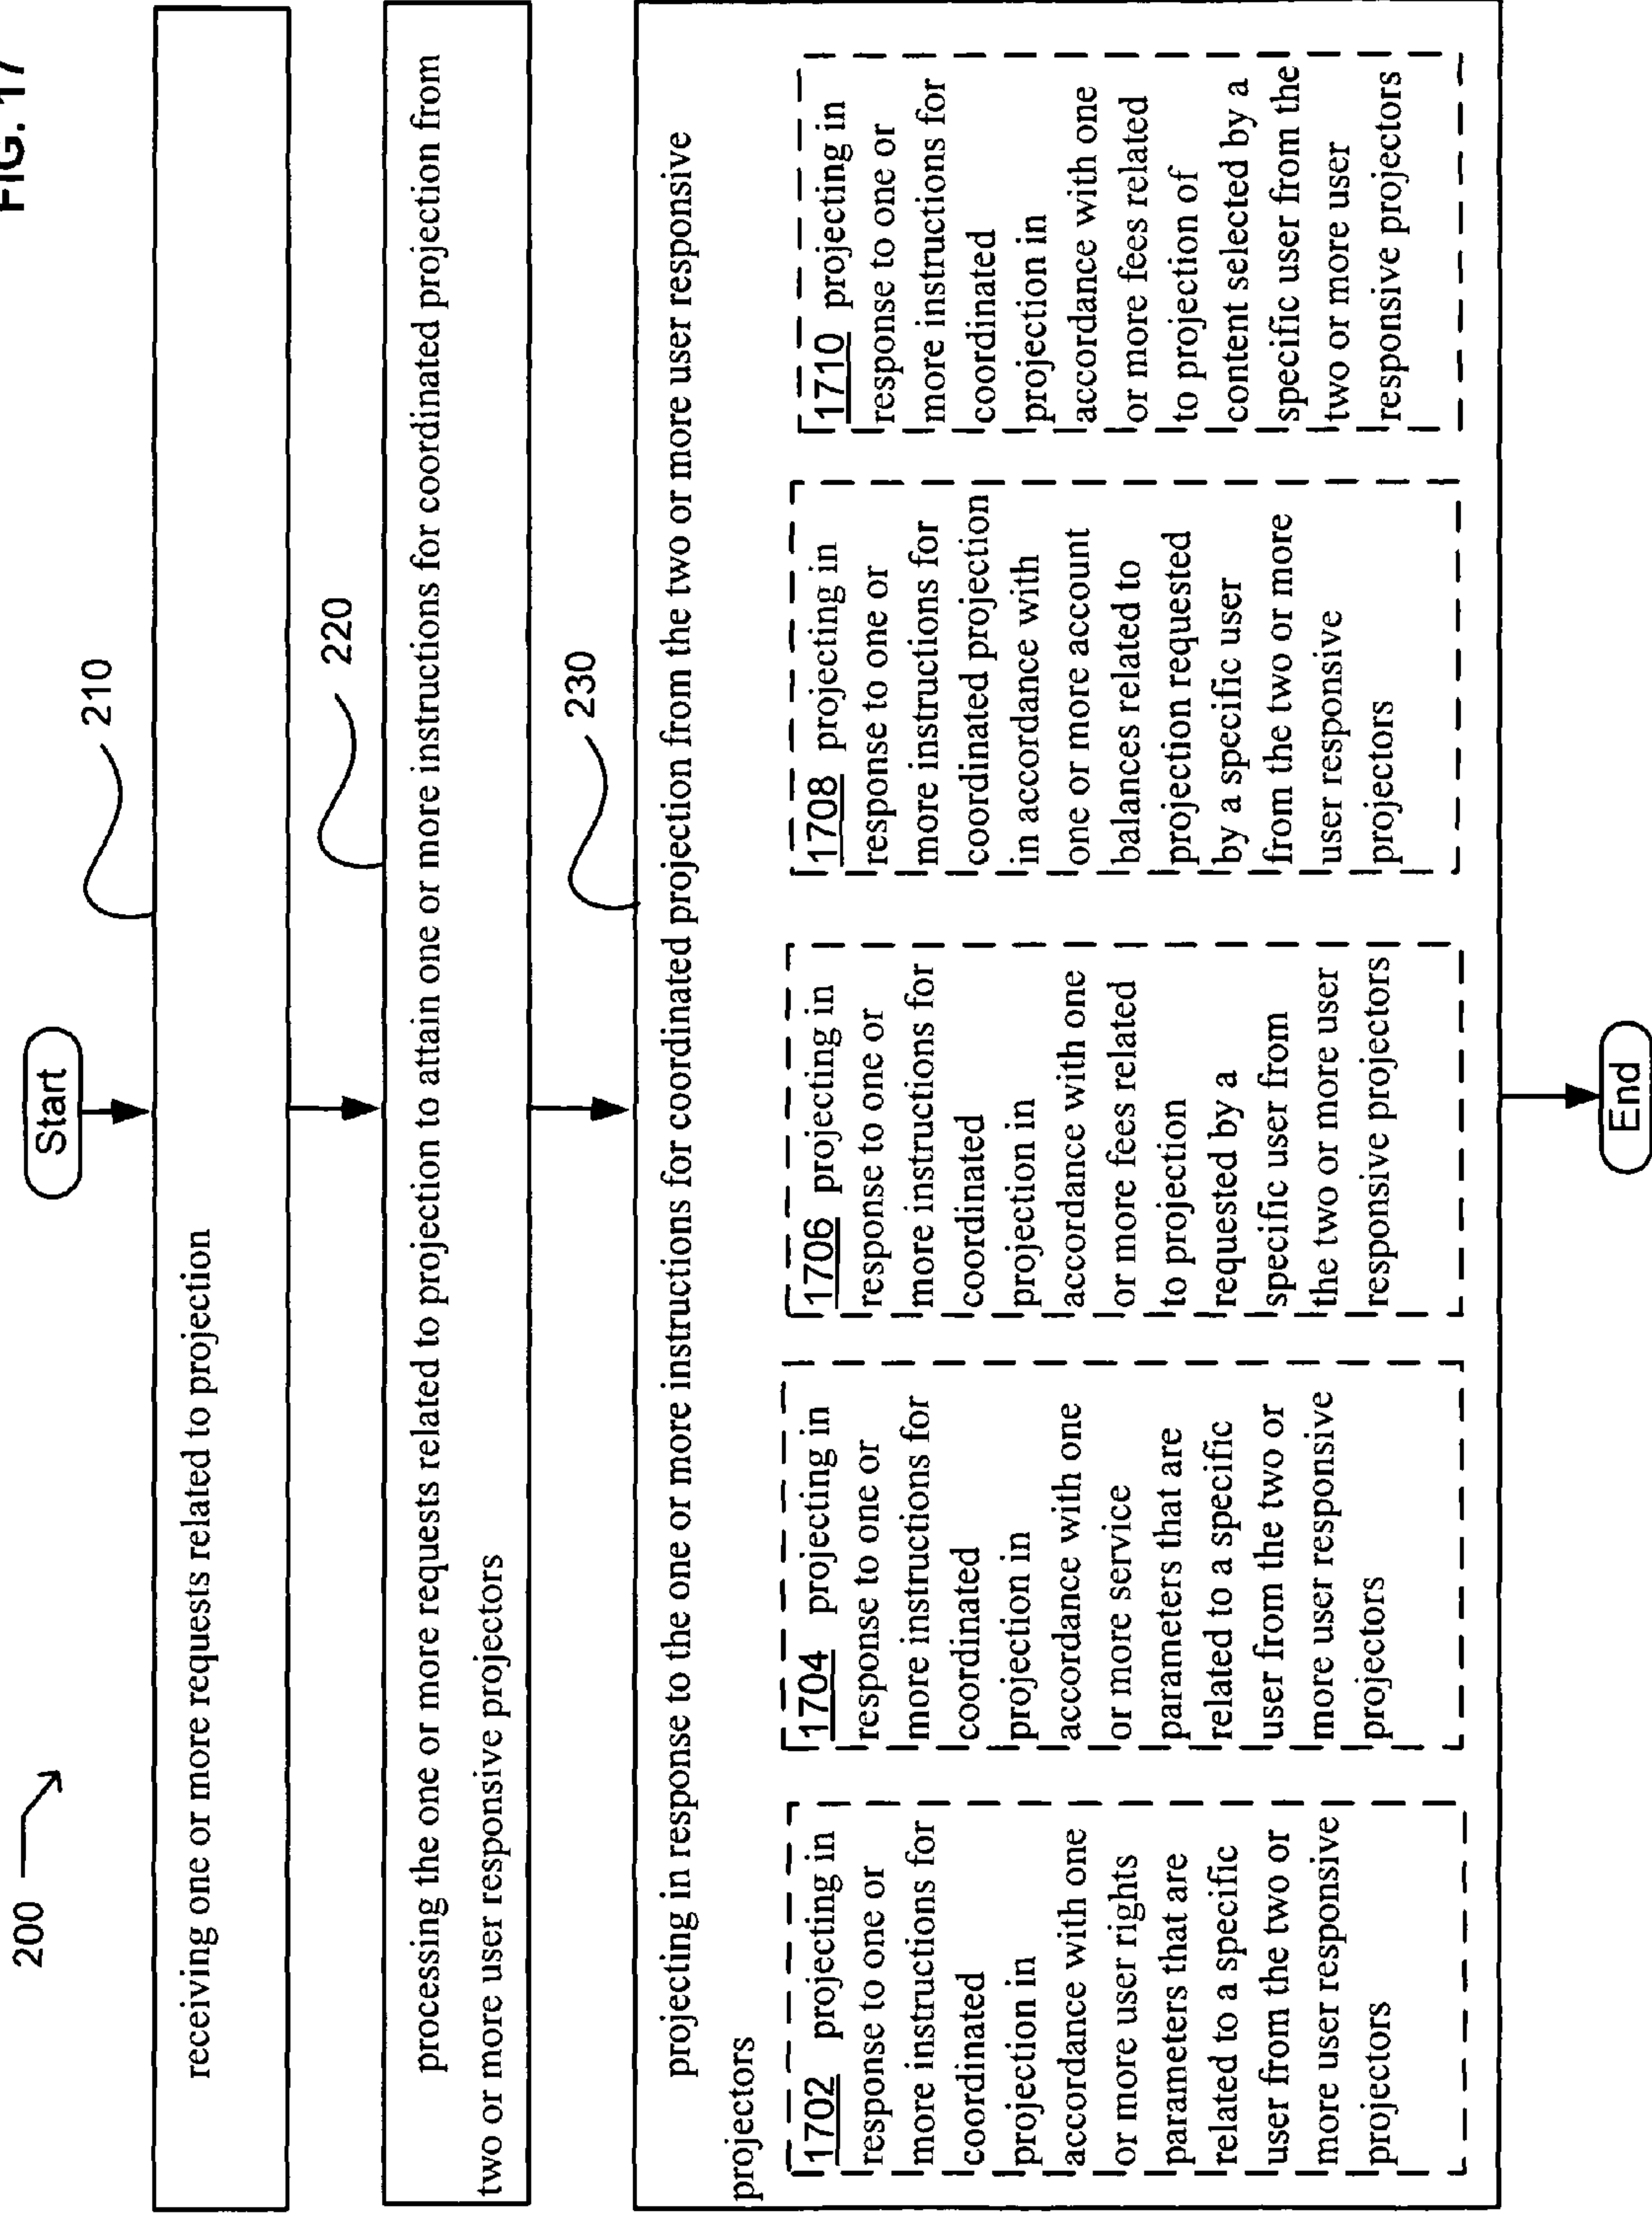 FIG. 17
200
Start
210
receiving one or more requests related to projection
220
processing the one or more requests related to projection to attain one or more instructions for coordinated projection from
two or more user responsive projectors
230
projecting in response to the one or more instructions for coordinated projection from the two or more user responsive
projectors
1702 projecting in
response to one or
more instructions for
coordinated
projection in
accordance with one
or more user rights
parameters that are
related to a specific
user from the two or
more user responsive
projectors
1704 projecting in
response to one or
more instructions for
coordinated
projection in
accordance with one
or more service
parameters that are
related to a specific
user from the two or
more user responsive
projectors
1706 projecting in
response to one or
more instructions for
coordinated
projection in
accordance with one
or more fees related
to projection
requested by a
specific user from
the two or more user
responsive projectors
1708 projecting in
response to one or
more instructions for
coordinated projection
in accordance with
one or more account
balances related to
projection requested
by a specific user
from the two or more
user responsive
projectors
1710 projecting in
response to one or
more instructions for
coordinated
projection in
accordance with one
or more fees related
to projection of
content selected by a
specific user from the
two or more user
responsive projectors
End